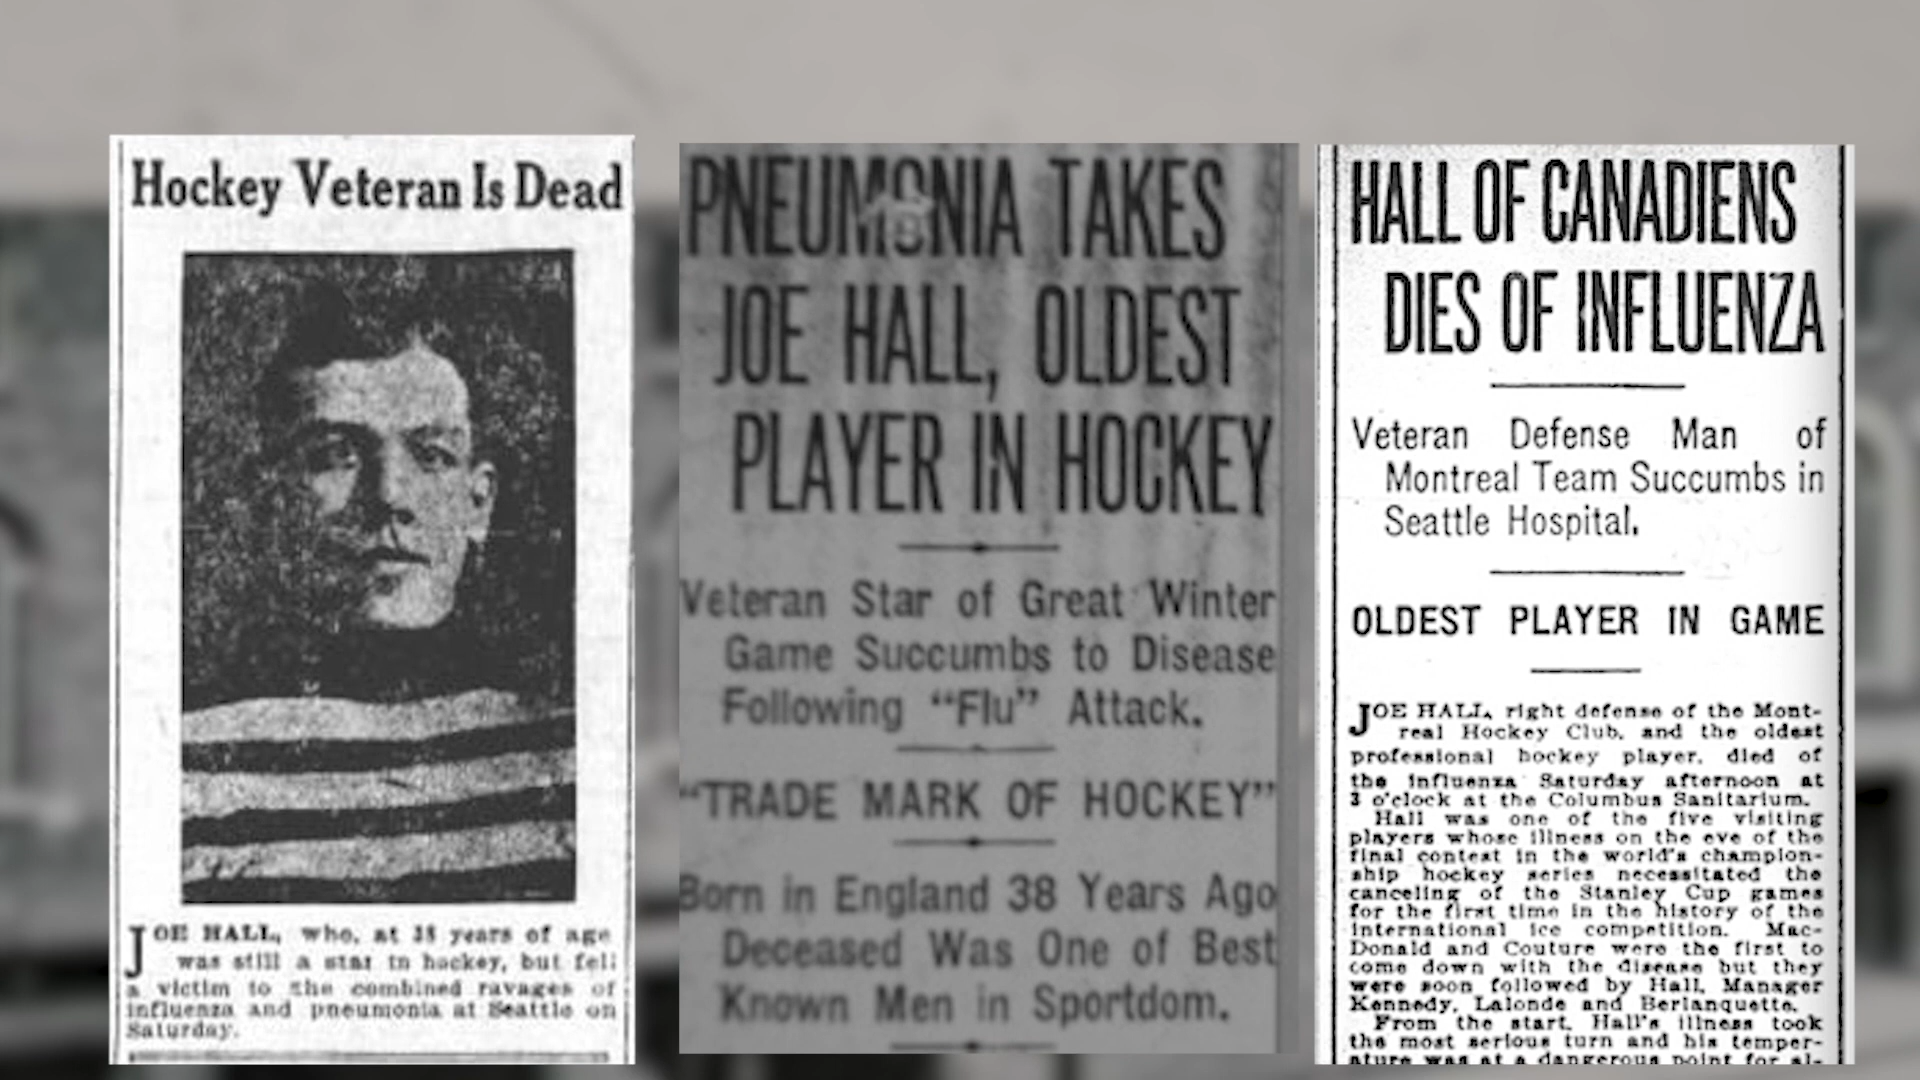 Hockey Veteran Is Dead
JOE HALL, who, at 38 years of age
was still a star in hockey, but fell
a victim to the combined ravages of
influenza and pneumonia at Seattle on
Saturday.
PNEUMONIA TAKES
JOE HALL, OLDEST
PLAYER IN HOCKEY
Veteran Star of Great Winter
Game Succumbs to Disease
Following “Flu” Attack.
“TRADE MARK OF HOCKEY”
Born in England 38 Years Ago
Deceased Was One of Best
Known Men in Sportdom.
HALL OF CANADIENS
DIES OF INFLUENZA
Veteran Defense Man of
Montreal Team Succumbs in
Seattle Hospital.
OLDEST PLAYER IN GAME
JOE HALL, right defense of the Mont-
real Hockey Club, and the oldest
professional hockey player, died of
the influenza Saturday afternoon at
3 o'clock at the Columbus Sanitarium.
Hall was one of the five visiting
players whose illness on the eve of the
final contest in the world's champion-
ship hockey series necessitated the
canceling of the Stanley Cup games
for the first time in the history of the
international ice competition. Mac-
Donald and Couture were the first to
come down with the disease but they
were soon followed by Hall, Manager
Kennedy, Lalonde and Berlanquette.
From the start, Hall's illness took
the most serious turn and his temper-
ature was at a dangerous point for al-